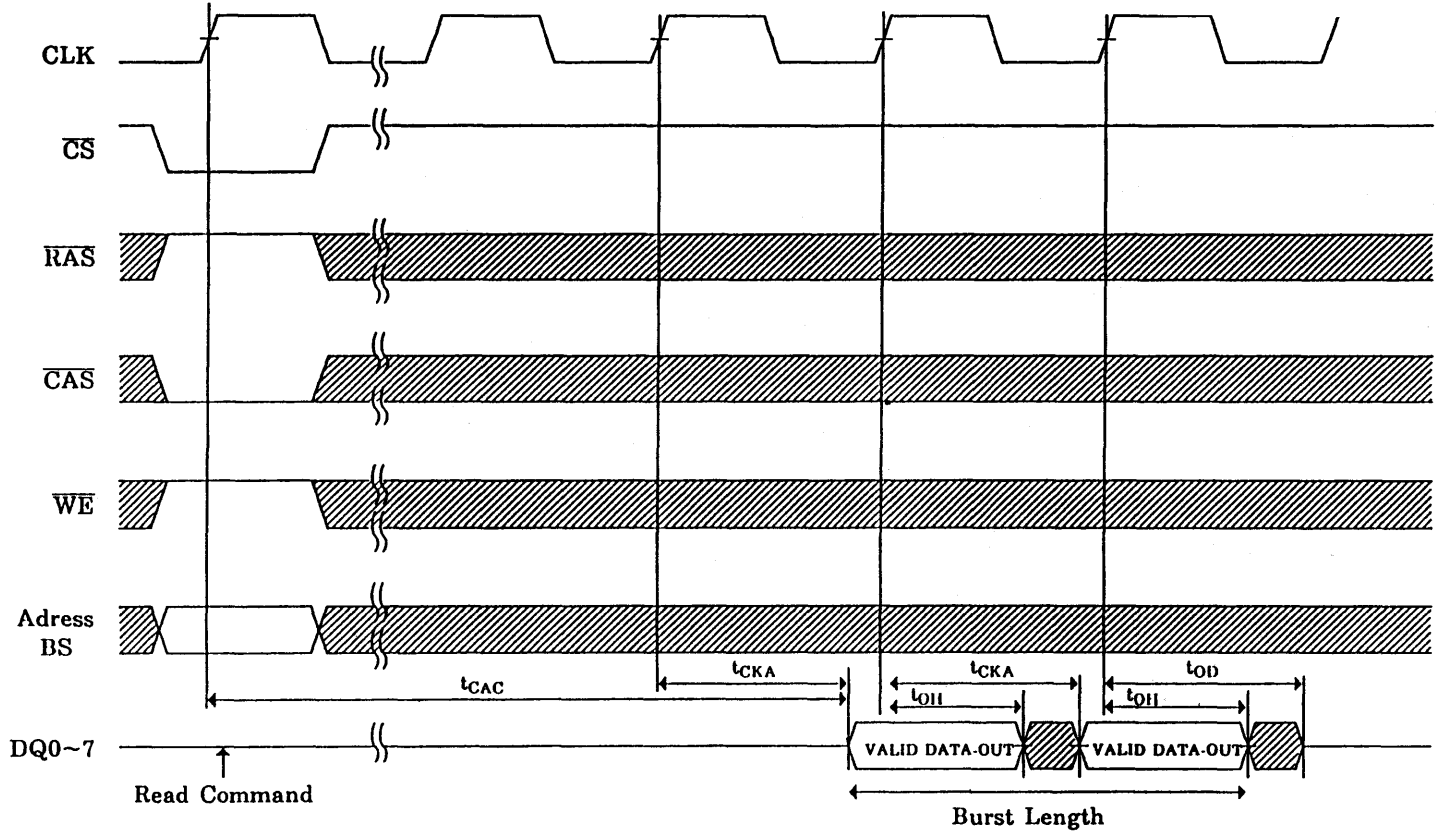 CLK
CS
RAS
CAS
WE
Adress
BS
tCAC
tCKA
tCKA
tOD
tOH
tOH
DQ0~7
VALID DATA-OUT
VALID DATA-OUT
Read Command
Burst Length